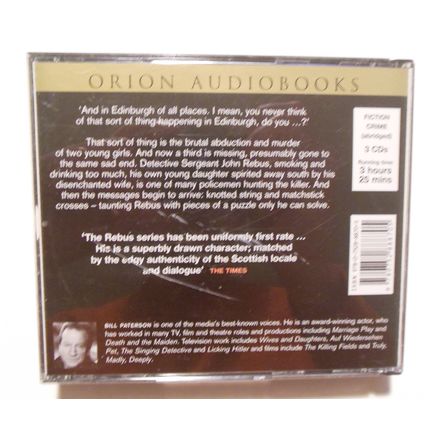 ORION AUDIOBOOKS
'And in Edinburgh of all places. I mean, you never think
of that sort of thing happening in Edinburgh, do you ...?'
That sort of thing is the brutal abduction and murder
of two young girls. And now a third is missing, presumably gone to
the same sad end. Detective Sergeant John Rebus, smoking and
drinking too much, his own young daughter spirited away south by his
disenchanted wife, is one of many policemen hunting the killer. And
then the messages begin to arrive: knotted string and matchstick
crosses – taunting Rebus with pieces of a puzzle only he can solve.
'The Rebus series has been uniformly first rate ...
His is a superbly drawn character; matched
by the edgy authenticity of the Scottish locale
and dialogue' THE TIMES
BILL PATERSON is one of the media's best-known voices. He is an award-winning actor, who
has worked in many TV, film and theatre roles and productions including Marriage Play and
Death and the Maiden. Television work includes Wives and Daughters, Auf Wiedersehen
Pet, The Singing Detective and Licking Hitler and films include The Killing Fields and Truly,
Madly, Deeply.
FICTION
CRIME
(abridged)
3 CDs
Running time:
3 hours
25 mins